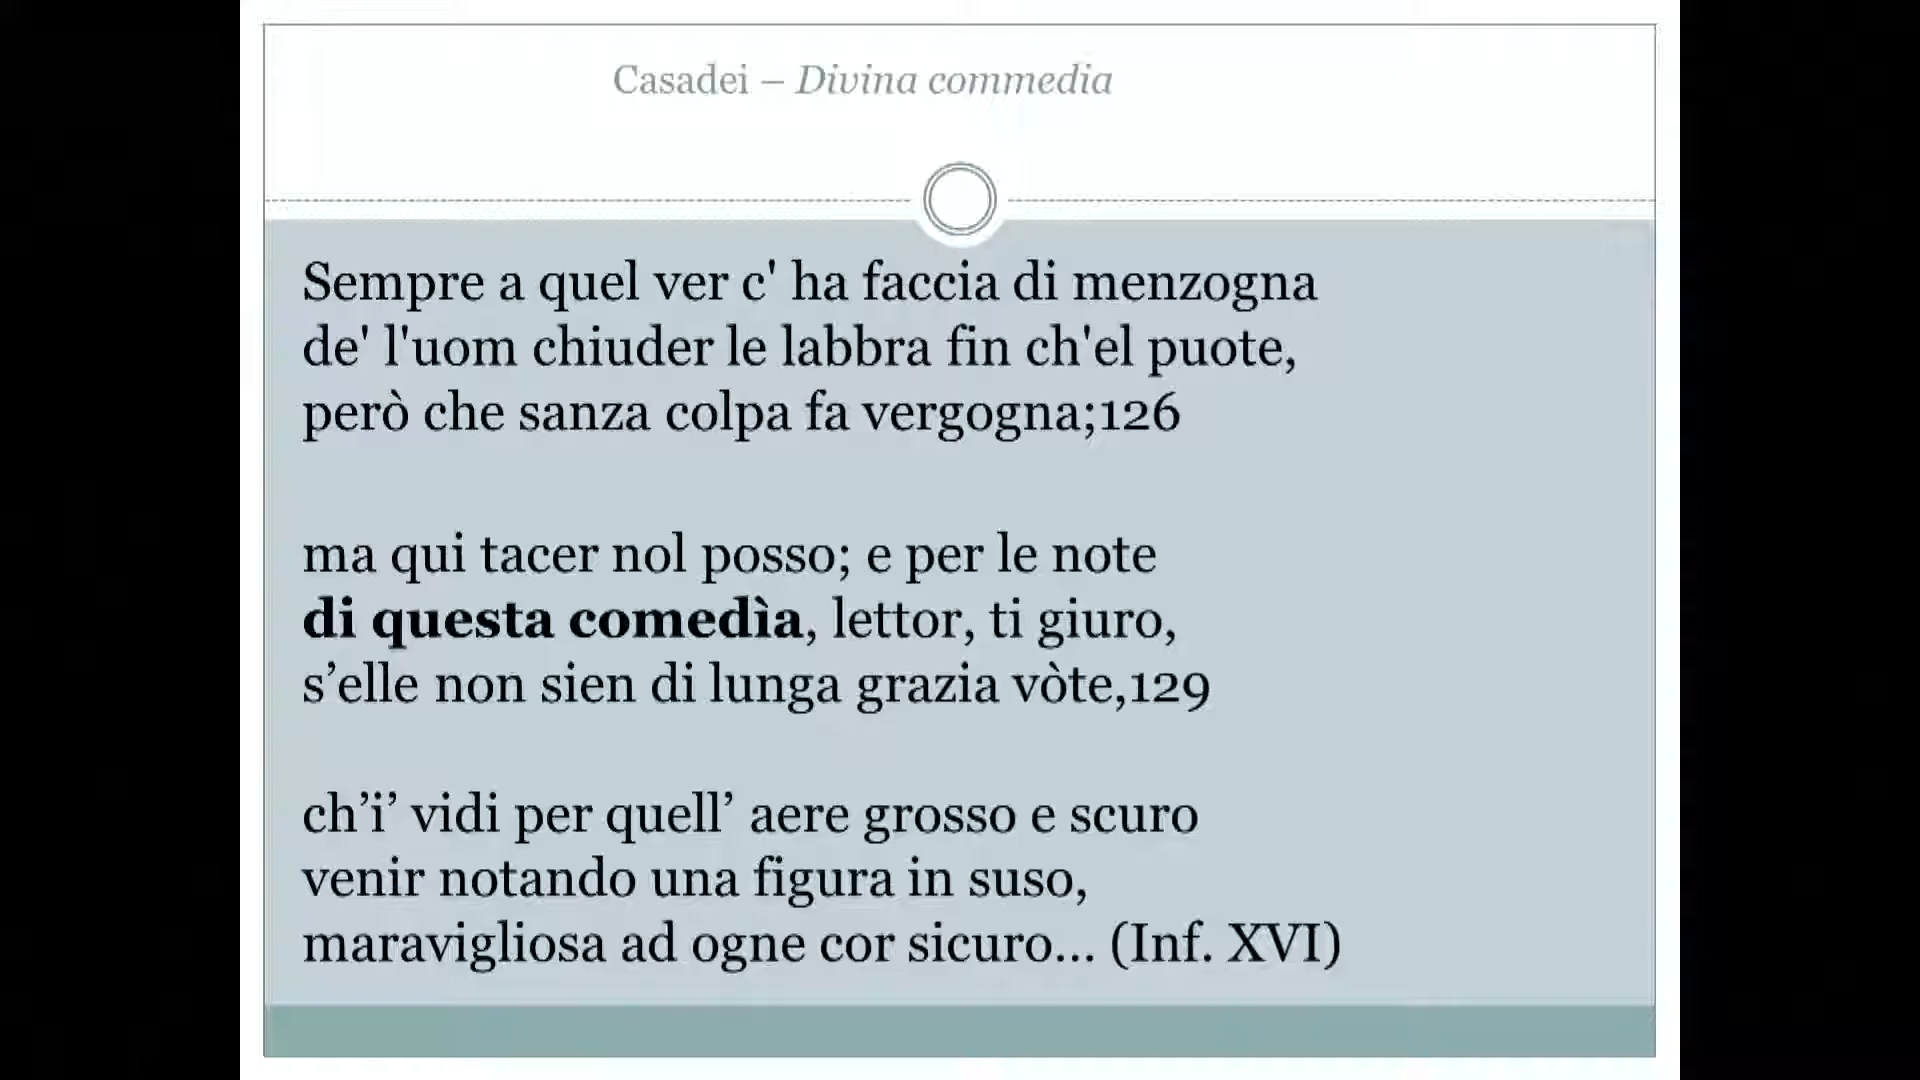 Casadei – Divina commedia
Sempre a quel ver c' ha faccia di menzogna
de' l'uom chiuder le labbra fin ch'el puote,
però che sanza colpa fa vergogna;126
ma qui tacer nol posso; e per le note
di questa comedìa, lettor, ti giuro,
s’elle non sien di lunga grazia vòte,129
ch’i’ vidi per quell’ aere grosso e scuro
venir notando una figura in suso,
maravigliosa ad ogne cor sicuro... (Inf. XVI)